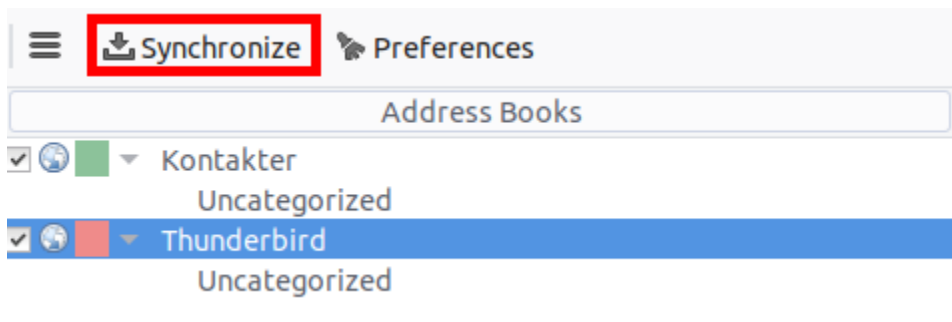 Synchronize Preferences
Address Books
Kontakter
Uncategorized
Thunderbird
Uncategorized